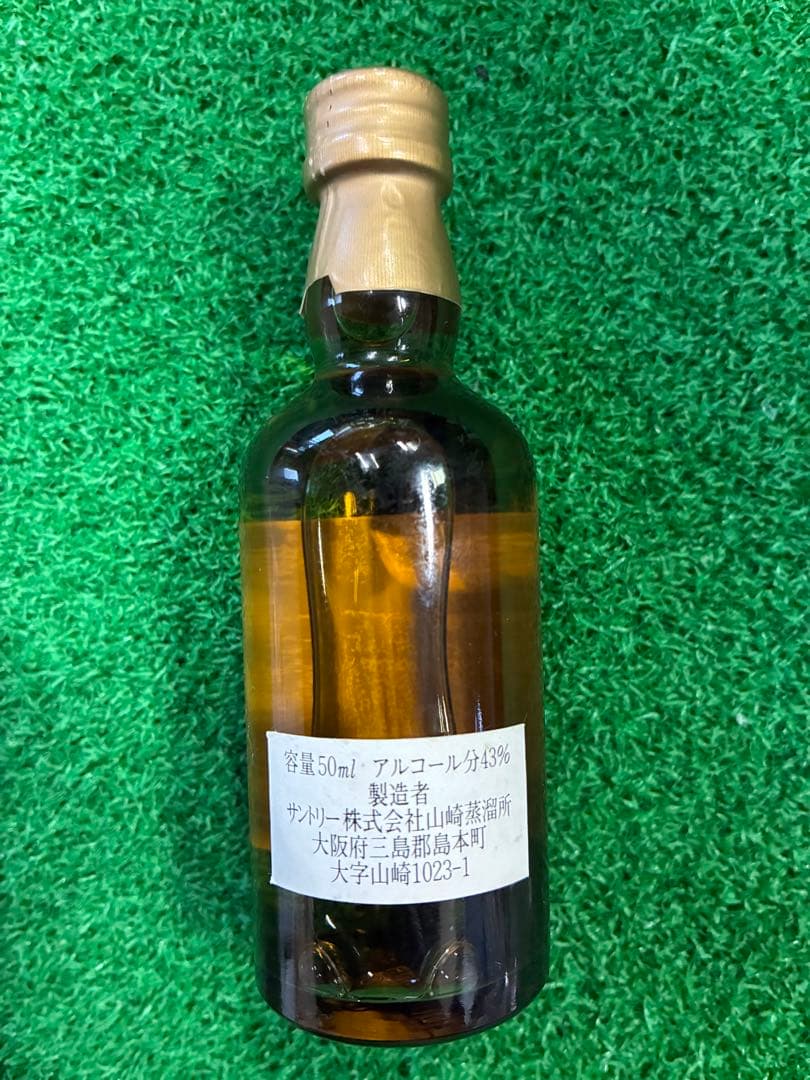 容量50ml アルコール分43%
製造者
サントリー株式会社山崎蒸溜所
大阪府三島郡島本町
大字山崎1023-1